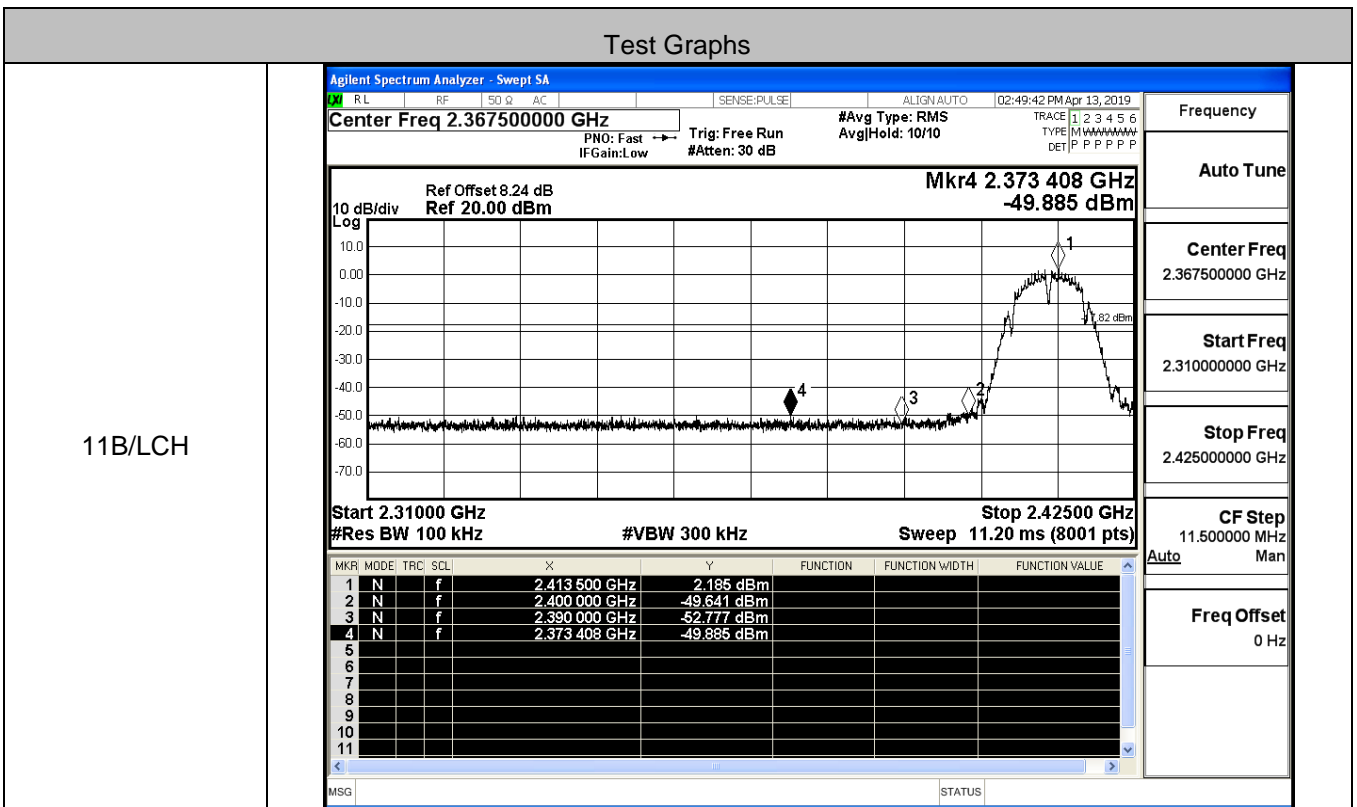 Test Graphs
11B/LCH
Agilent Spectrum Analyzer - Swept SA
LXI RL RF 50 Ω AC SENSE:PULSE ALIGN AUTO 02:49:42 PM Apr 13, 2019
Center Freq 2.367500000 GHz
PNO: Fast
IFGain:Low
Trig: Free Run
#Atten: 30 dB
#Avg Type: RMS
Avg|Hold: 10/10
TRACE 1 2 3 4 5 6
TYPE MWWWWW
DET P P P P P P
Mkr4 2.373 408 GHz
-49.885 dBm
Ref Offset 8.24 dB
10 dB/div Ref 20.00 dBm
Log
10.0
0.00
-10.0
-20.0
-30.0
-40.0
-50.0
-60.0
-70.0
1
2
3
4
Start 2.31000 GHz Stop 2.42500 GHz
#Res BW 100 kHz #VBW 300 kHz Sweep 11.20 ms (8001 pts)
MKR MODE TRC SCL X Y FUNCTION FUNCTION WIDTH FUNCTION VALUE
1 N f 2.413 500 GHz 2.185 dBm
2 N f 2.400 000 GHz -49.641 dBm
3 N f 2.390 000 GHz -52.777 dBm
4 N f 2.373 408 GHz -49.885 dBm
5
6
7
8
9
10
11
MSG STATUS
Frequency
Auto Tune
Center Freq
2.367500000 GHz
Start Freq
2.310000000 GHz
Stop Freq
2.425000000 GHz
CF Step
11.500000 MHz
Auto Man
Freq Offset
0 Hz